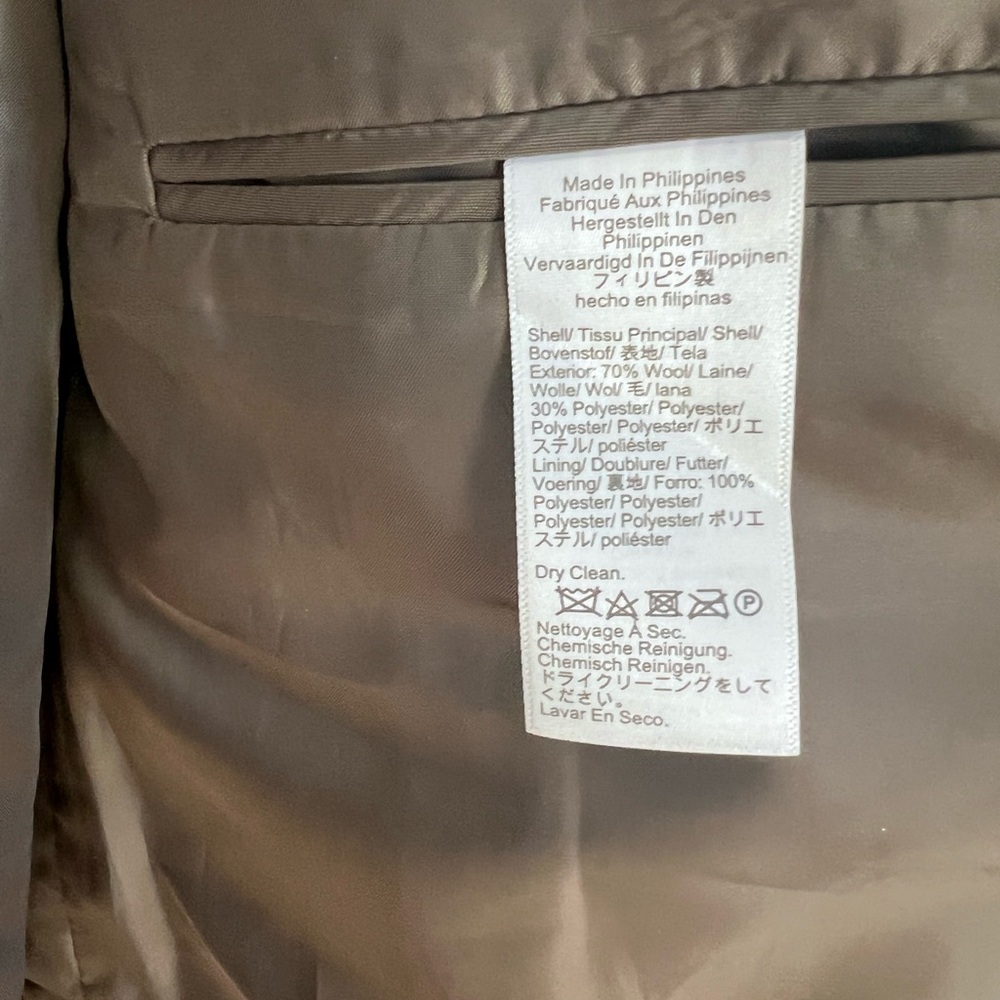 Made In Philippines
Fabriqué Aux Philippines
Hergestellt In Den
Philippinen
Vervaardigd In De Filippijnen
フィリピン製
hecho en filipinas
Shell/ Tissu Principal/ Shell/
Bovenstof/ 表地/ Tela
Exterior: 70% Wool/ Laine/
Wolle/ Wol/ 毛/ lana
30% Polyester/ Polyester/
Polyester/ Polyester/ ポリエ
ステル/ poliéster
Lining/ Doublure/ Futter/
Voering/ 裏地/ Forro: 100%
Polyester/ Polyester/
Polyester/ Polyester/ ポリエ
ステル/ poliéster
Dry Clean.
P
Nettoyage À Sec.
Chemische Reinigung.
Chemisch Reinigen.
ドライクリーニングをして
ください。
Lavar En Seco.